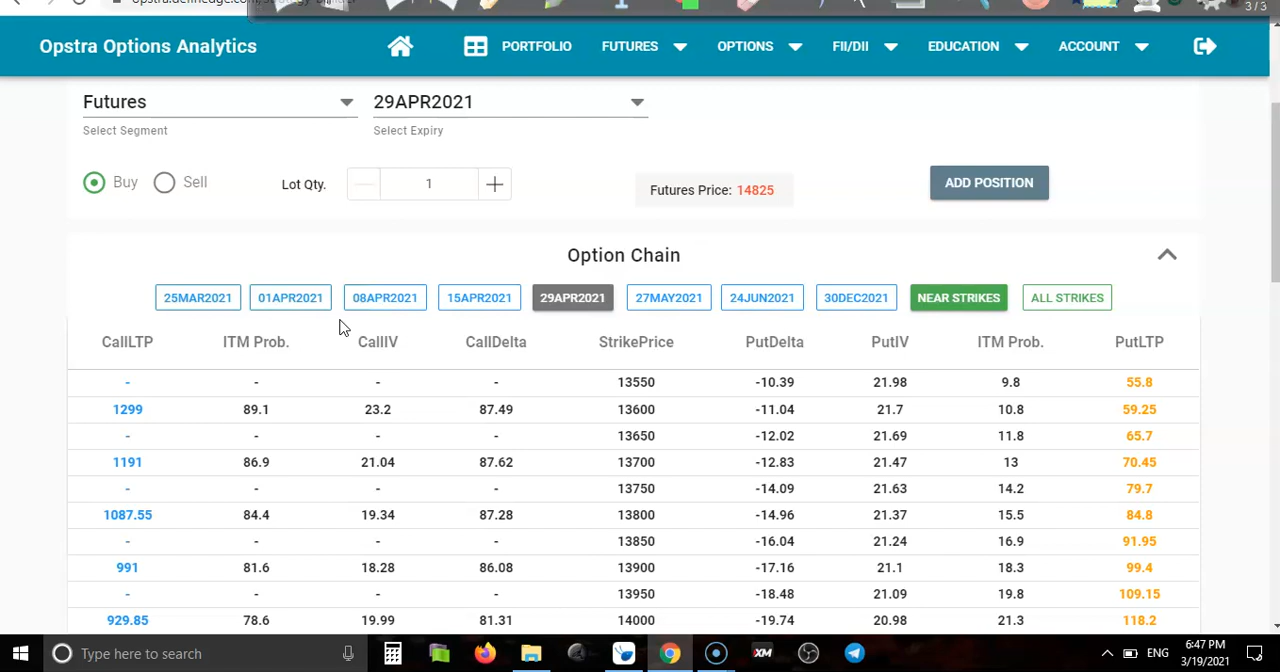 3/3
Opstra Options Analytics PORTFOLIO FUTURES OPTIONS FII/DII EDUCATION ACCOUNT
Futures 29APR2021
Select Segment Select Expiry
Buy Sell Lot Qty. 1 Futures Price: 14825 ADD POSITION
Option Chain
25MAR2021 01APR2021 08APR2021 15APR2021 29APR2021 27MAY2021 24JUN2021 30DEC2021 NEAR STRIKES ALL STRIKES
CallLTP ITM Prob. CallIV CallDelta StrikePrice PutDelta PutIV ITM Prob. PutLTP
- - - - 13550 -10.39 21.98 9.8 55.8
1299 89.1 23.2 87.49 13600 -11.04 21.7 10.8 59.25
- - - - 13650 -12.02 21.69 11.8 65.7
1191 86.9 21.04 87.62 13700 -12.83 21.47 13 70.45
- - - - 13750 -14.09 21.63 14.2 79.7
1087.55 84.4 19.34 87.28 13800 -14.96 21.37 15.5 84.8
- - - - 13850 -16.04 21.24 16.9 91.95
991 81.6 18.28 86.08 13900 -17.16 21.1 18.3 99.4
- - - - 13950 -18.48 21.09 19.8 109.15
929.85 78.6 19.99 81.31 14000 -19.74 20.98 21.3 118.2
Type here to search XM ENG 6:47 PM
3/19/2021